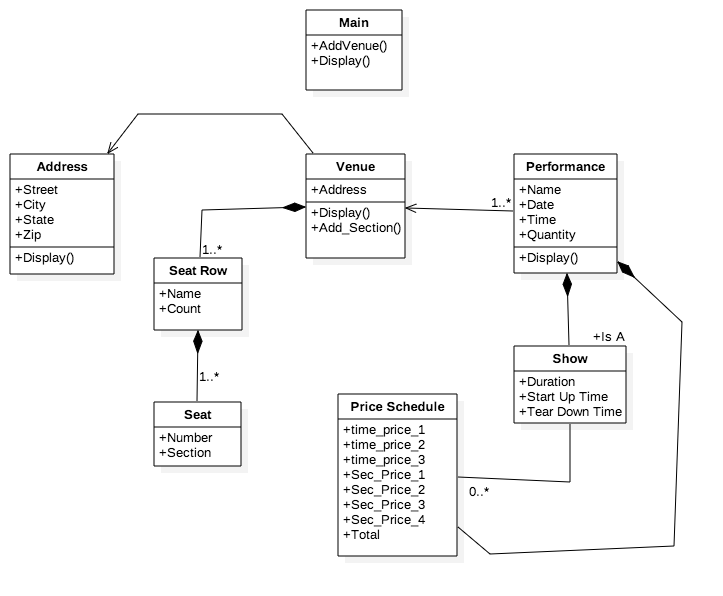 Main
+AddVenue()
+Display()
Address
+Street
+City
+State
+Zip
+Display()
Venue
+Address
+Display()
+Add_Section()
Performance
+Name
+Date
+Time
+Quantity
+Display()
1..*
1..*
Seat Row
+Name
+Count
1..*
Seat
+Number
+Section
+Is A
Show
+Duration
+Start Up Time
+Tear Down Time
Price Schedule
+time_price_1
+time_price_2
+time_price_3
+Sec_Price_1
+Sec_Price_2
+Sec_Price_3
+Sec_Price_4
+Total
0..*